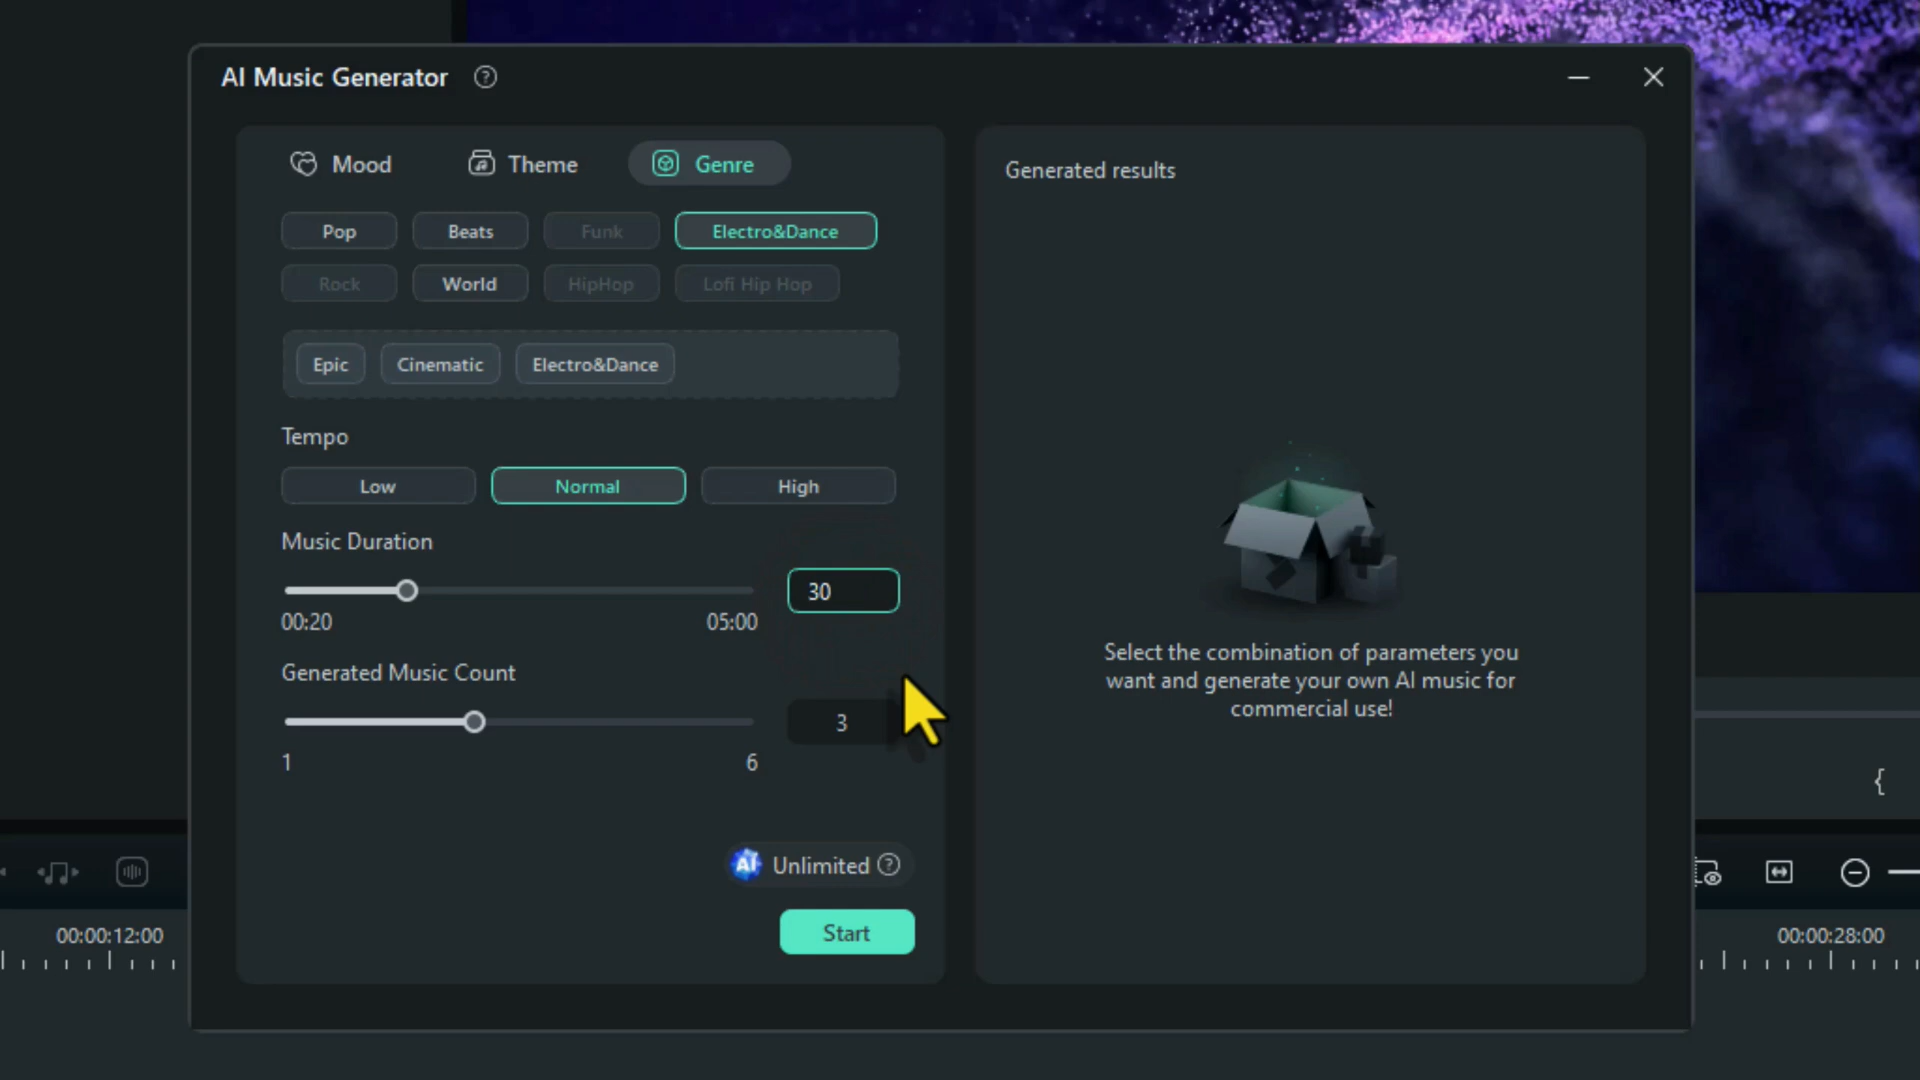 AI Music Generator
Mood Theme Genre
Pop Beats Funk Electro&Dance
Rock World HipHop Lofi Hip Hop
Epic Cinematic Electro&Dance
Tempo
Low Normal High
Music Duration
30
00:20 05:00
Generated Music Count
3
1 6
AI Unlimited
Start
Generated results
Select the combination of parameters you
want and generate your own AI music for
commercial use!
{
00:00:12:00
00:00:28:00